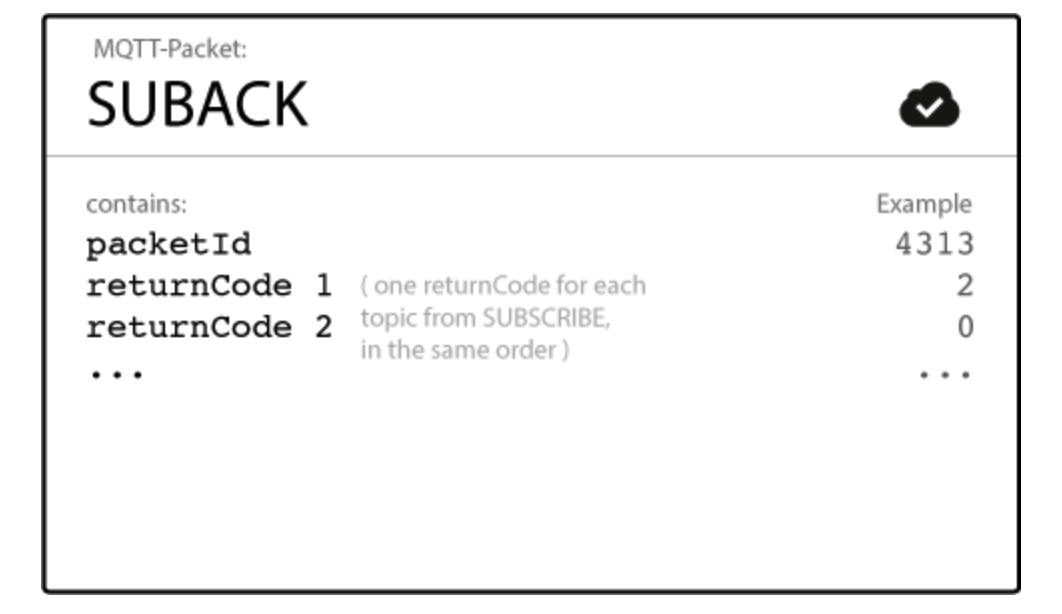 MQTT-Packet:
SUBACK
contains:
Example
packetId 4313
returnCode 1 ( one returnCode for each 2
returnCode 2 topic from SUBSCRIBE, 0
in the same order )
... ...